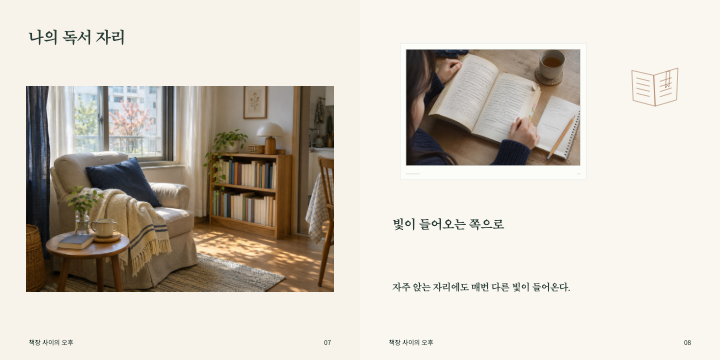 나의 독서 자리
책장 사이의 오후
07
빛이 들어오는 쪽으로
자주 앉는 자리에도 매번 다른 빛이 들어온다.
책장 사이의 오후
08